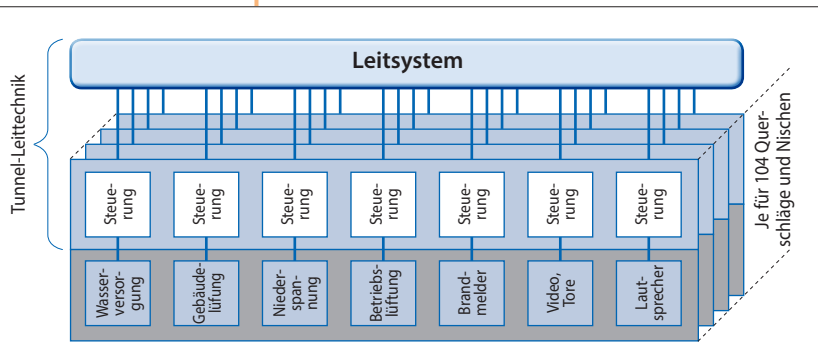 Leitsystem
Tunnel-Leittechnik
Steue-
rung
Steue-
rung
Steue-
rung
Steue-
rung
Steue-
rung
Steue-
rung
Steue-
rung
Wasser-
versor-
gung
Gebäude-
lüfung
Nieder-
span-
nung
Betriebs-
lüftung
Brand-
melder
Video,
Tore
Laut-
sprecher
Je für 104 Quer-
schläge und Nischen